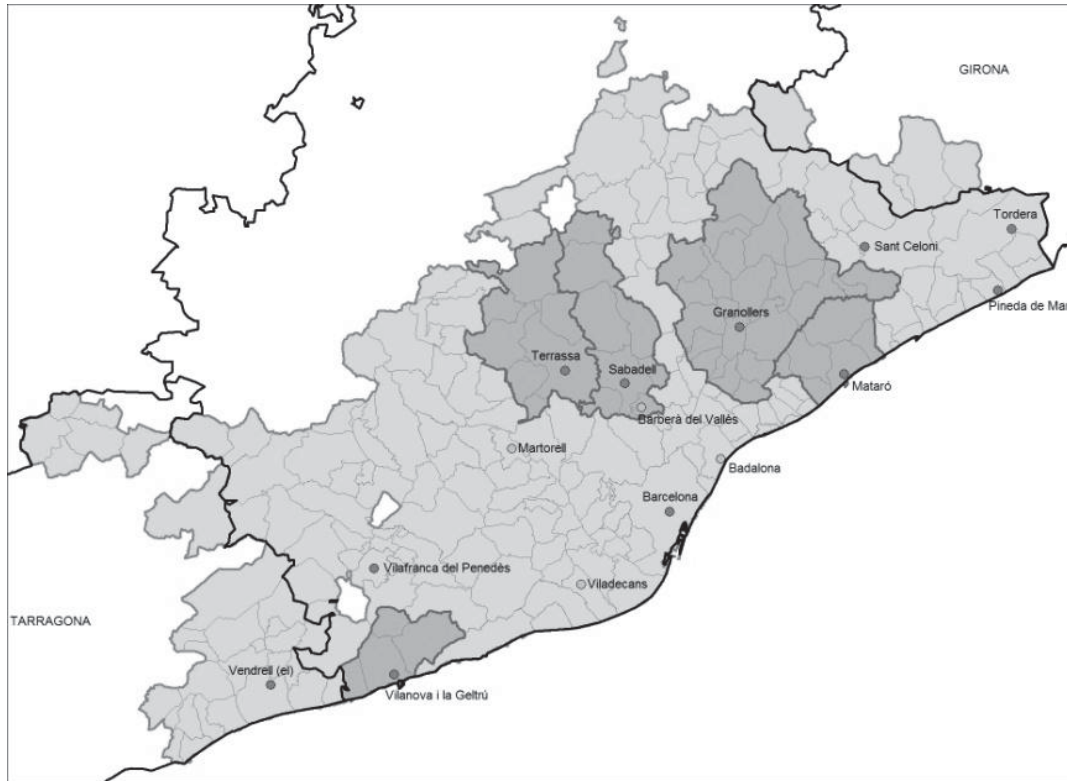 GIRONA
Tordera
Sant Celoni
Pineda de Mar
Granollers
Terrassa
Sabadell
Mataró
Barberà del Vallès
Martorell
Badalona
Barcelona
Vilafranca del Penedès
Viladecans
TARRAGONA
Vendrell (el)
Vilanova i la Geltrú